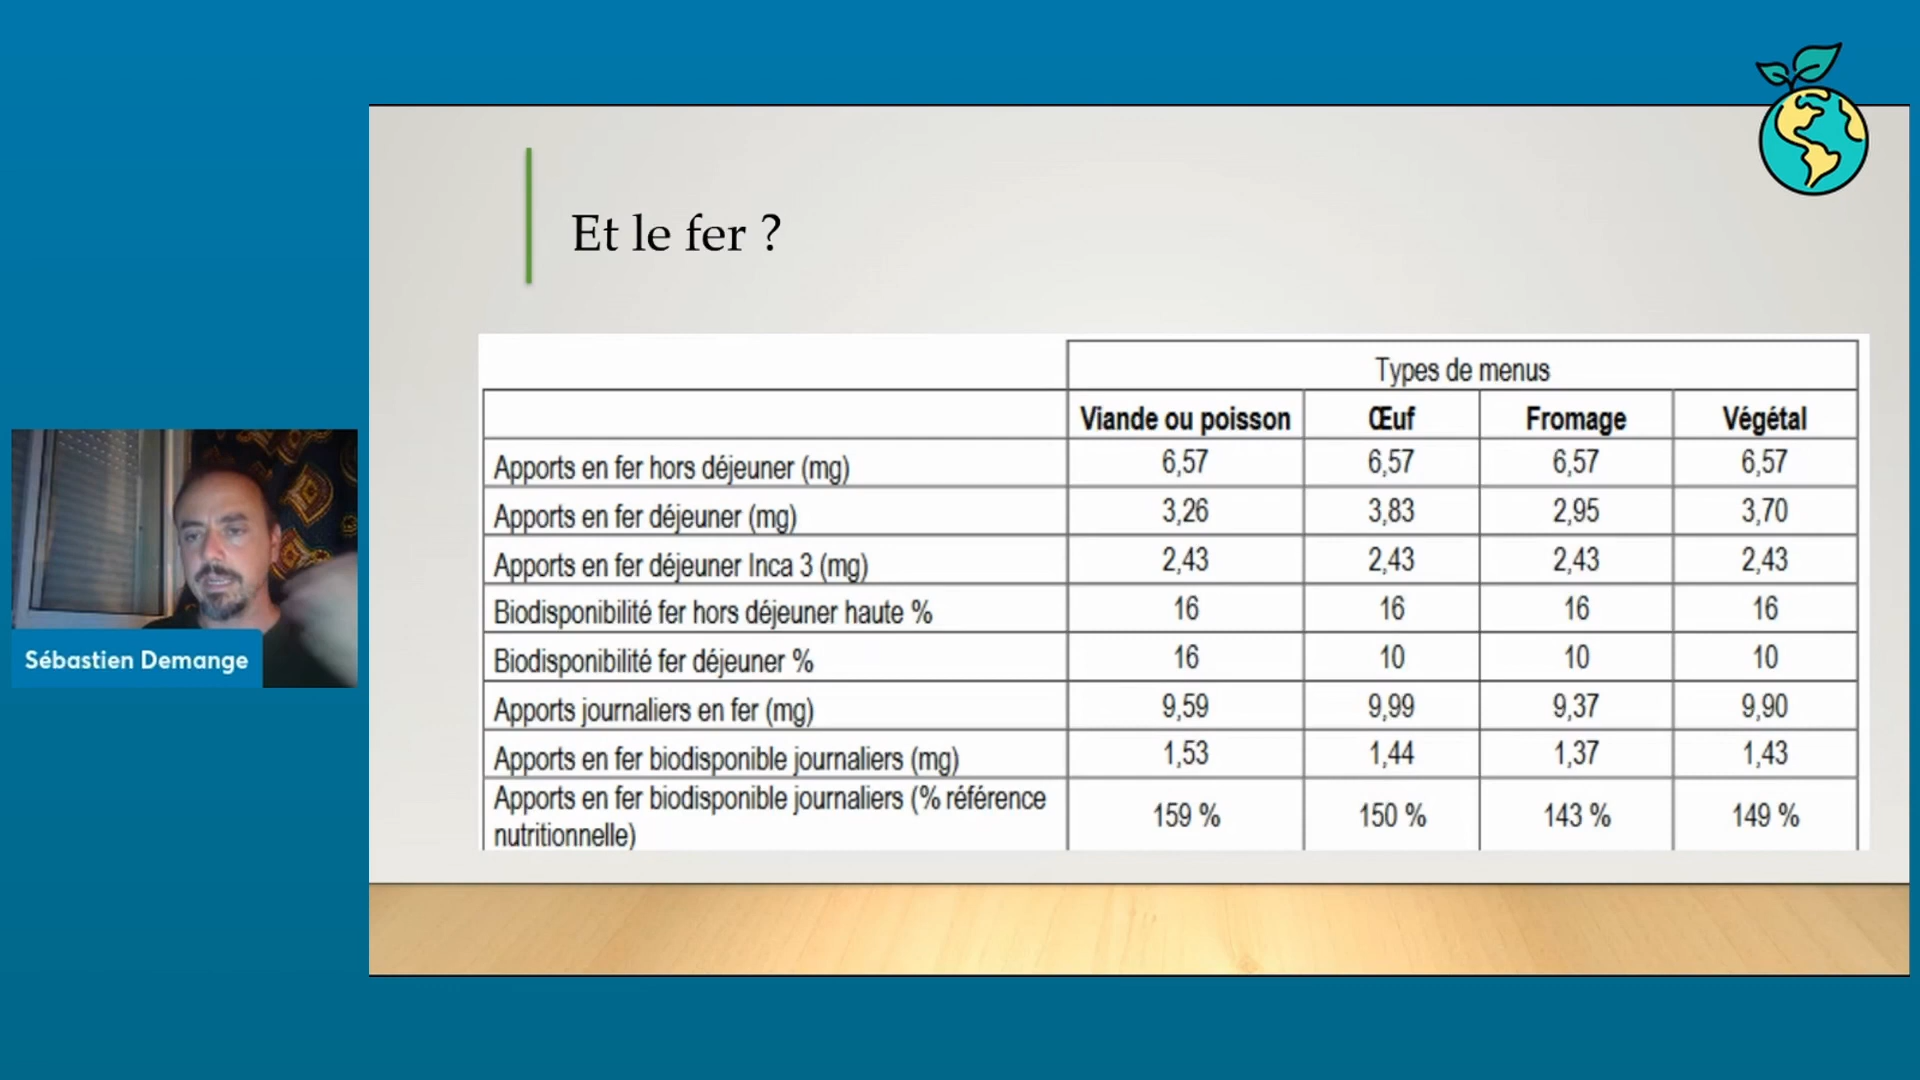 Et le fer ?
Types de menus
Viande ou poisson Œuf Fromage Végétal
Apports en fer hors déjeuner (mg) 6,57 6,57 6,57 6,57
Apports en fer déjeuner (mg) 3,26 3,83 2,95 3,70
Apports en fer déjeuner Inca 3 (mg) 2,43 2,43 2,43 2,43
Biodisponibilité fer hors déjeuner haute % 16 16 16 16
Biodisponibilité fer déjeuner % 16 10 10 10
Apports journaliers en fer (mg) 9,59 9,99 9,37 9,90
Apports en fer biodisponible journaliers (mg) 1,53 1,44 1,37 1,43
Apports en fer biodisponible journaliers (% référence
nutritionnelle) 159 % 150 % 143 % 149 %
Sébastien Demange